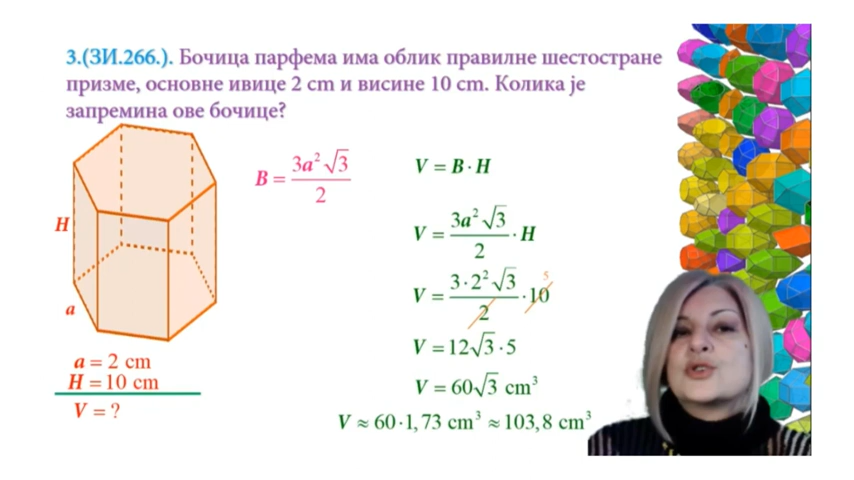 3.(ЗИ.266.). Бочица парфема има облик правилне шестостране
призме, основне ивице 2 cm и висине 10 cm. Колика је
запремина ове бочице?
H
a
a = 2 cm
H = 10 cm
V = ?
B = 3a²√3 / 2
V = B · H
V = 3a²√3 / 2 · H
V = 3 · 2²√3 / 2 · 10 5
V = 12√3 · 5
V = 60√3 cm³
V ≈ 60 · 1,73 cm³ ≈ 103,8 cm³